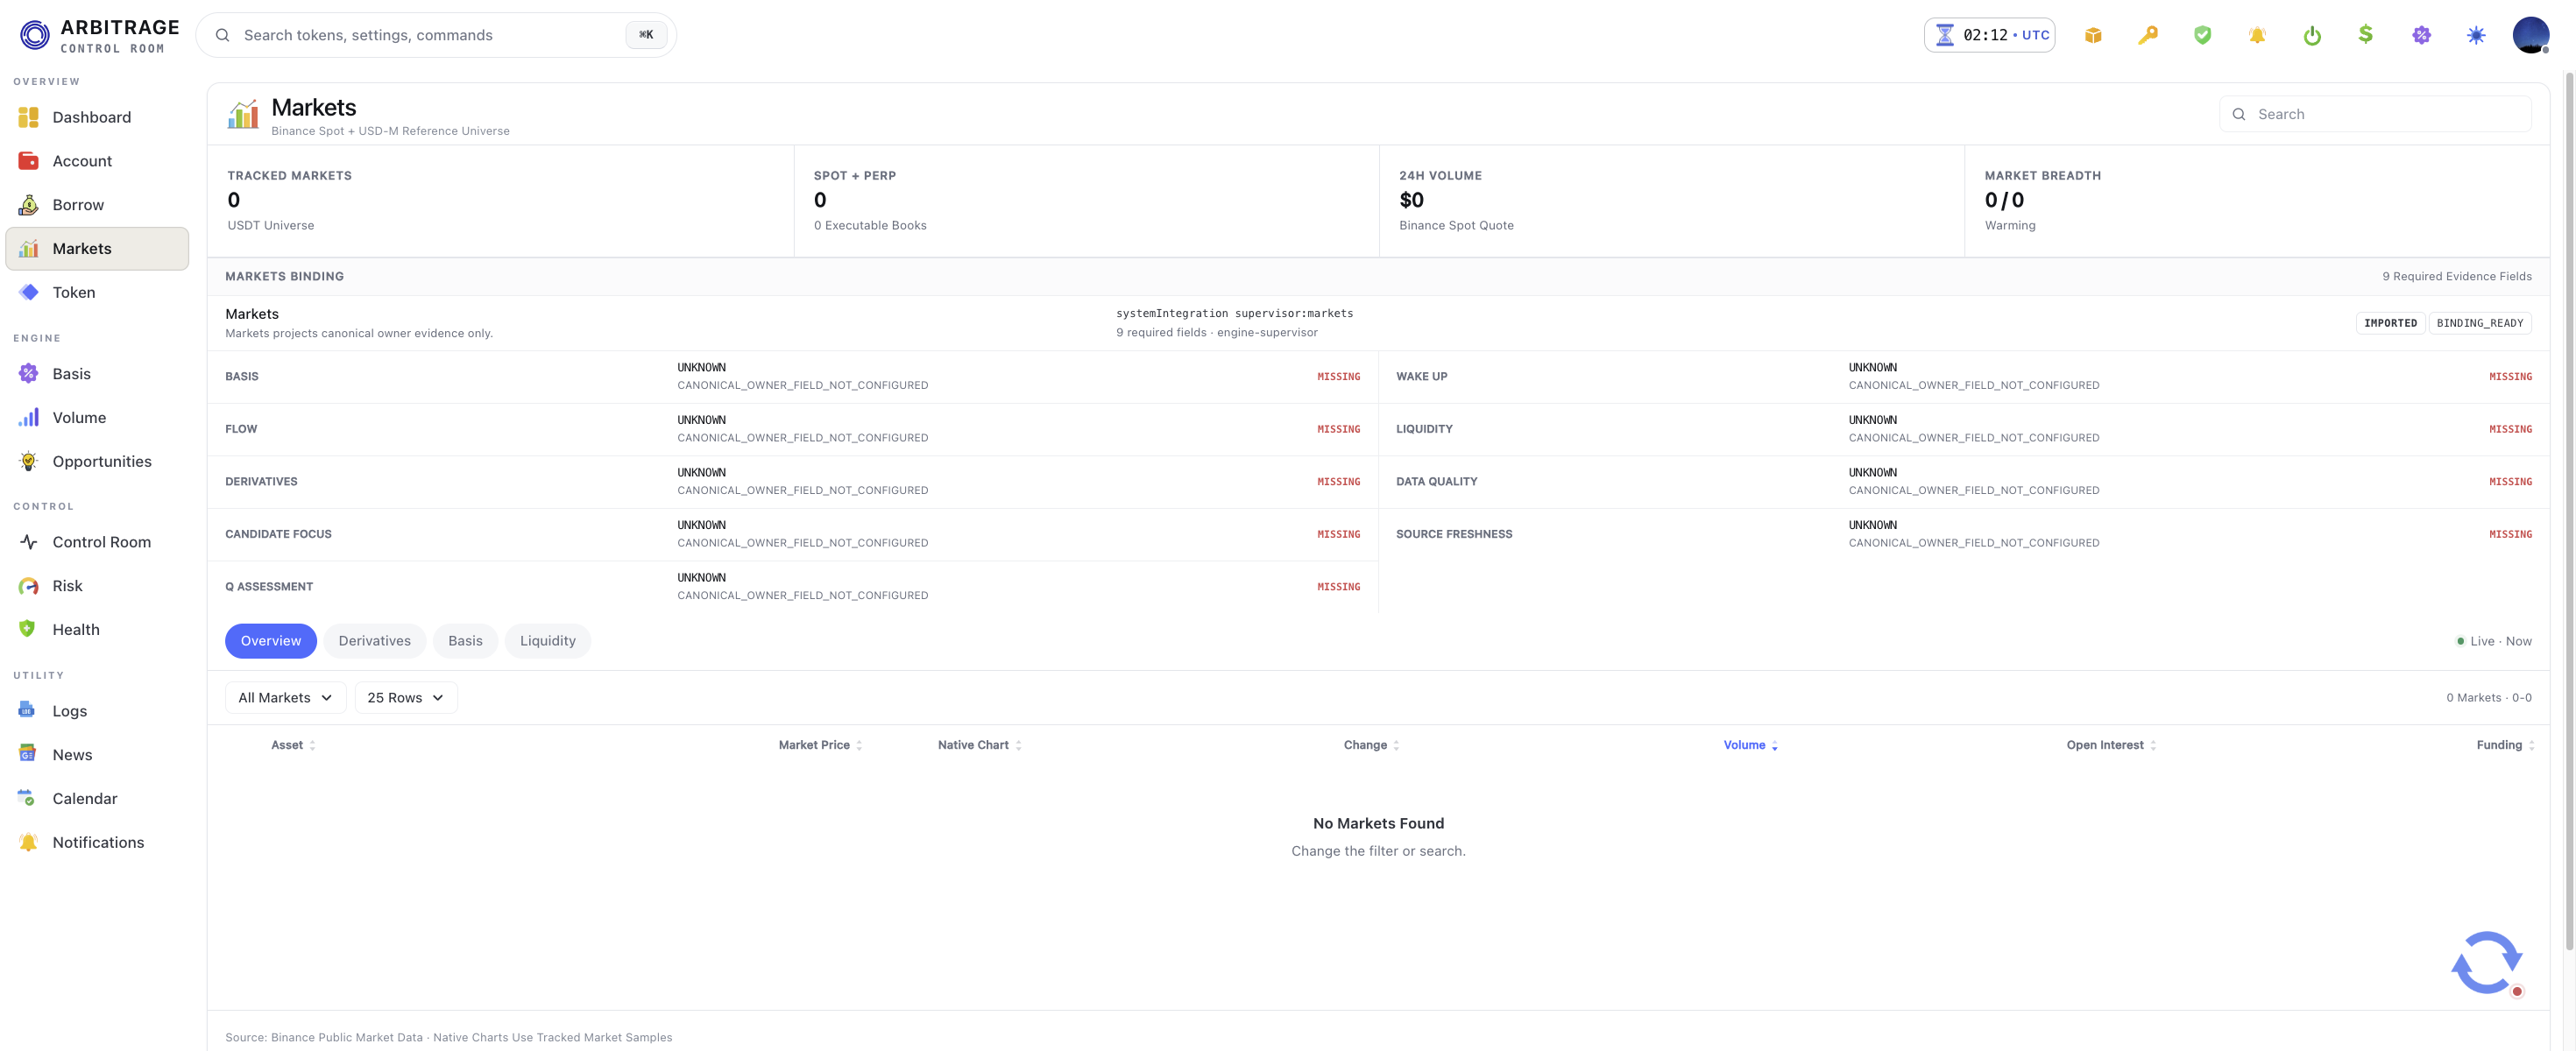 ARBITRAGE
CONTROL ROOM
Search tokens, settings, commands
⌘K
02:12 • UTC
OVERVIEW
Dashboard
Account
Borrow
Markets
Token
ENGINE
Basis
Volume
Opportunities
CONTROL
Control Room
Risk
Health
UTILITY
Logs
News
Calendar
Notifications
Markets
Binance Spot + USD-M Reference Universe
Search
TRACKED MARKETS
0
USDT Universe
SPOT + PERP
0
0 Executable Books
24H VOLUME
$0
Binance Spot Quote
MARKET BREADTH
0 / 0
Warming
MARKETS BINDING
9 Required Evidence Fields
Markets
Markets projects canonical owner evidence only.
systemIntegration supervisor:markets
9 required fields · engine-supervisor
IMPORTED
BINDING_READY
BASIS
UNKNOWN
CANONICAL_OWNER_FIELD_NOT_CONFIGURED
MISSING
WAKE UP
UNKNOWN
CANONICAL_OWNER_FIELD_NOT_CONFIGURED
MISSING
FLOW
UNKNOWN
CANONICAL_OWNER_FIELD_NOT_CONFIGURED
MISSING
LIQUIDITY
UNKNOWN
CANONICAL_OWNER_FIELD_NOT_CONFIGURED
MISSING
DERIVATIVES
UNKNOWN
CANONICAL_OWNER_FIELD_NOT_CONFIGURED
MISSING
DATA QUALITY
UNKNOWN
CANONICAL_OWNER_FIELD_NOT_CONFIGURED
MISSING
CANDIDATE FOCUS
UNKNOWN
CANONICAL_OWNER_FIELD_NOT_CONFIGURED
MISSING
SOURCE FRESHNESS
UNKNOWN
CANONICAL_OWNER_FIELD_NOT_CONFIGURED
MISSING
Q ASSESSMENT
UNKNOWN
CANONICAL_OWNER_FIELD_NOT_CONFIGURED
MISSING
Overview
Derivatives
Basis
Liquidity
Live · Now
All Markets
25 Rows
0 Markets · 0-0
Asset
Market Price
Native Chart
Change
Volume
Open Interest
Funding
No Markets Found
Change the filter or search.
Source: Binance Public Market Data · Native Charts Use Tracked Market Samples